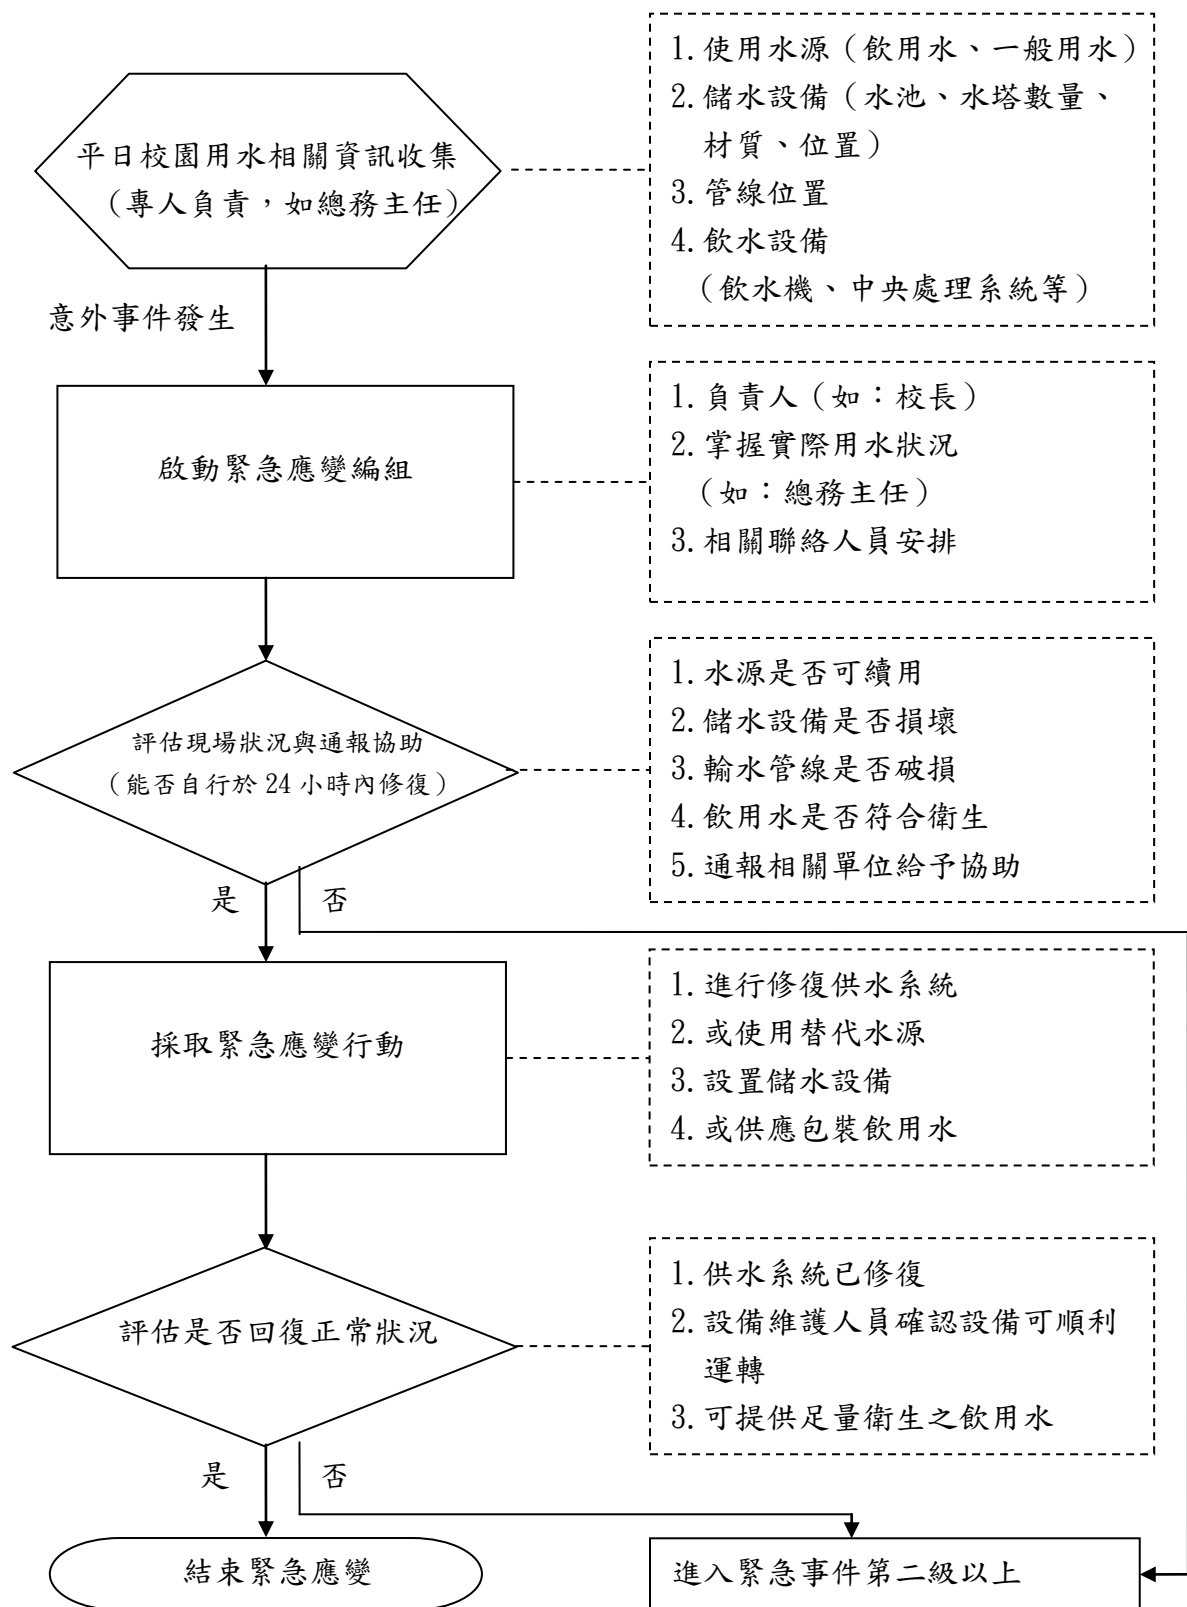 平日校園用水相關資訊收集
（專人負責，如總務主任）
1.使用水源（飲用水、一般用水）
2.儲水設備（水池、水塔數量、
材質、位置）
3.管線位置
4.飲水設備
（飲水機、中央處理系統等）
意外事件發生
啟動緊急應變編組
1.負責人（如：校長）
2.掌握實際用水狀況
（如：總務主任）
3.相關聯絡人員安排
評估現場狀況與通報協助
（能否自行於24小時內修復）
1.水源是否可續用
2.儲水設備是否損壞
3.輸水管線是否破損
4.飲用水是否符合衛生
5.通報相關單位給予協助
是
否
採取緊急應變行動
1.進行修復供水系統
2.或使用替代水源
3.設置儲水設備
4.或供應包裝飲用水
評估是否回復正常狀況
1.供水系統已修復
2.設備維護人員確認設備可順利
運轉
3.可提供足量衛生之飲用水
是
否
結束緊急應變
進入緊急事件第二級以上